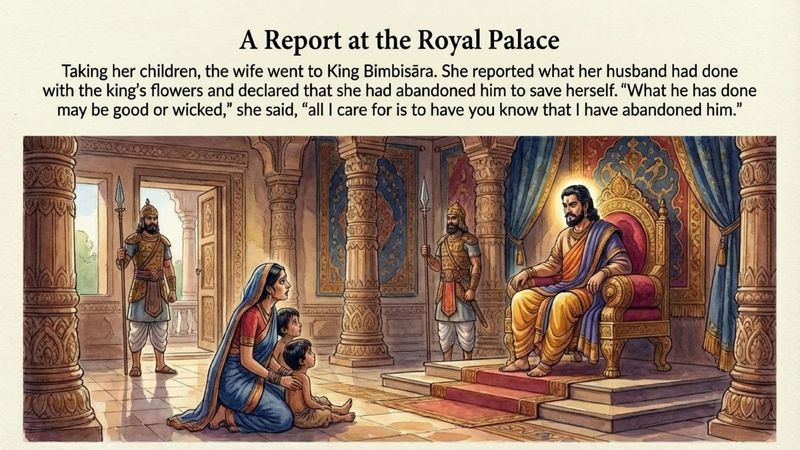 A Report at the Royal Palace
Taking her children, the wife went to King Bimbisāra. She reported what her husband had done
with the king's flowers and declared that she had abandoned him to save herself. “What he has done
may be good or wicked,” she said, “all I care for is to have you know that I have abandoned him.”